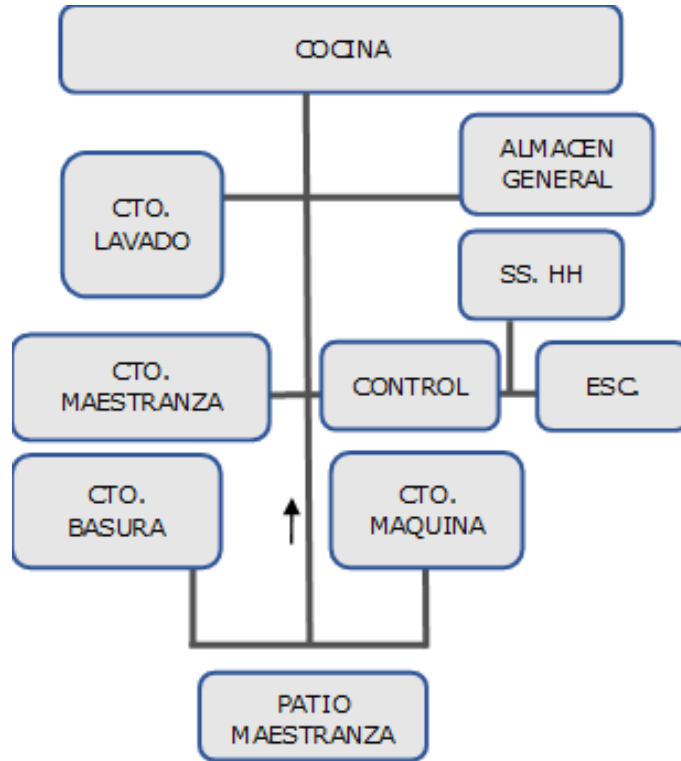 COCINA
ALMACEN
GENERAL
CTO.
LAVADO
SS. HH
CTO.
MAESTRANZA
CONTROL
ESC.
CTO.
BASURA
CTO.
MAQUINA
PATIO
MAESTRANZA